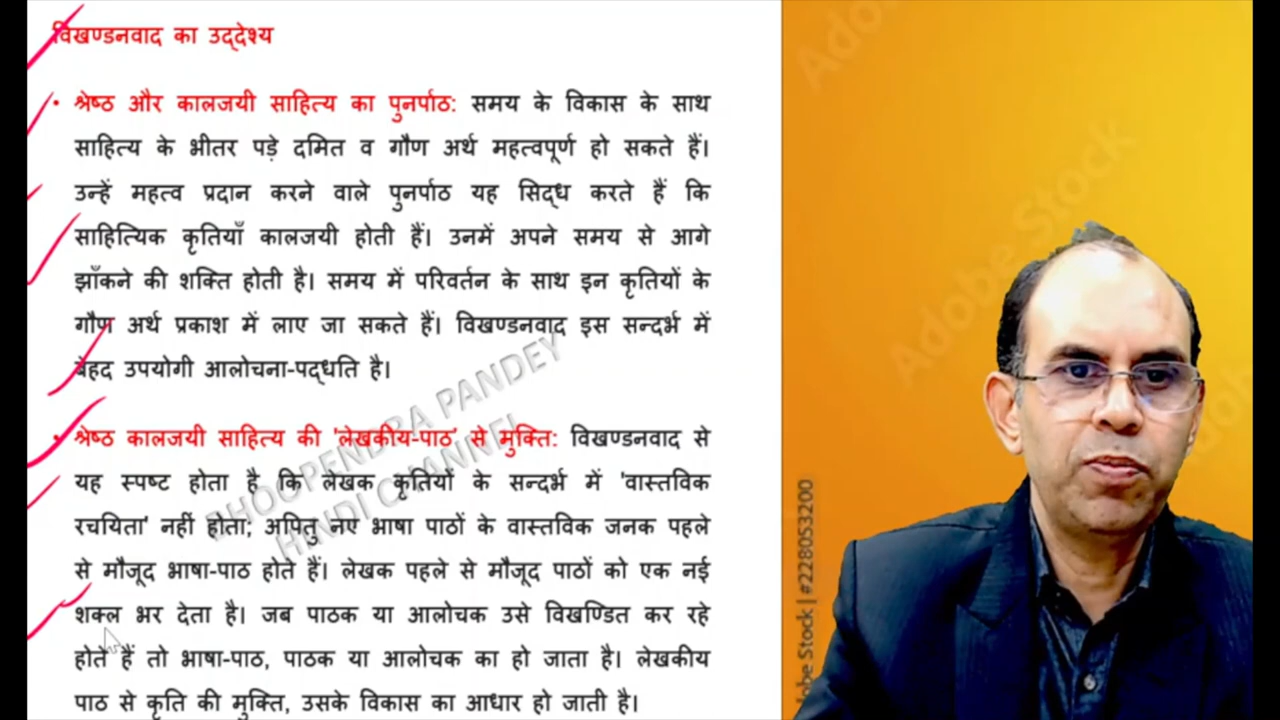 विखण्डनवाद का उद्देश्य
• श्रेष्ठ और कालजयी साहित्य का पुनर्पाठ: समय के विकास के साथ
साहित्य के भीतर पड़े दमित व गौण अर्थ महत्वपूर्ण हो सकते हैं।
उन्हें महत्व प्रदान करने वाले पुनर्पाठ यह सिद्ध करते हैं कि
साहित्यिक कृतियाँ कालजयी होती हैं। उनमें अपने समय से आगे
झाँकने की शक्ति होती है। समय में परिवर्तन के साथ इन कृतियों के
गौण अर्थ प्रकाश में लाए जा सकते हैं। विखण्डनवाद इस सन्दर्भ में
बेहद उपयोगी आलोचना-पद्धति है।
• श्रेष्ठ कालजयी साहित्य की 'लेखकीय-पाठ' से मुक्ति: विखण्डनवाद से
यह स्पष्ट होता है कि लेखक कृतियों के सन्दर्भ में 'वास्तविक
रचयिता' नहीं होता; अपितु नए भाषा पाठों के वास्तविक जनक पहले
से मौजूद भाषा-पाठ होते हैं। लेखक पहले से मौजूद पाठों को एक नई
शक्ल भर देता है। जब पाठक या आलोचक उसे विखण्डित कर रहे
होते हैं तो भाषा-पाठ, पाठक या आलोचक का हो जाता है। लेखकीय
पाठ से कृति की मुक्ति, उसके विकास का आधार हो जाती है।
BHOOPENDRA PANDEY
HINDI CHANNEL
Adobe Stock
Adobe Stock | #228053200